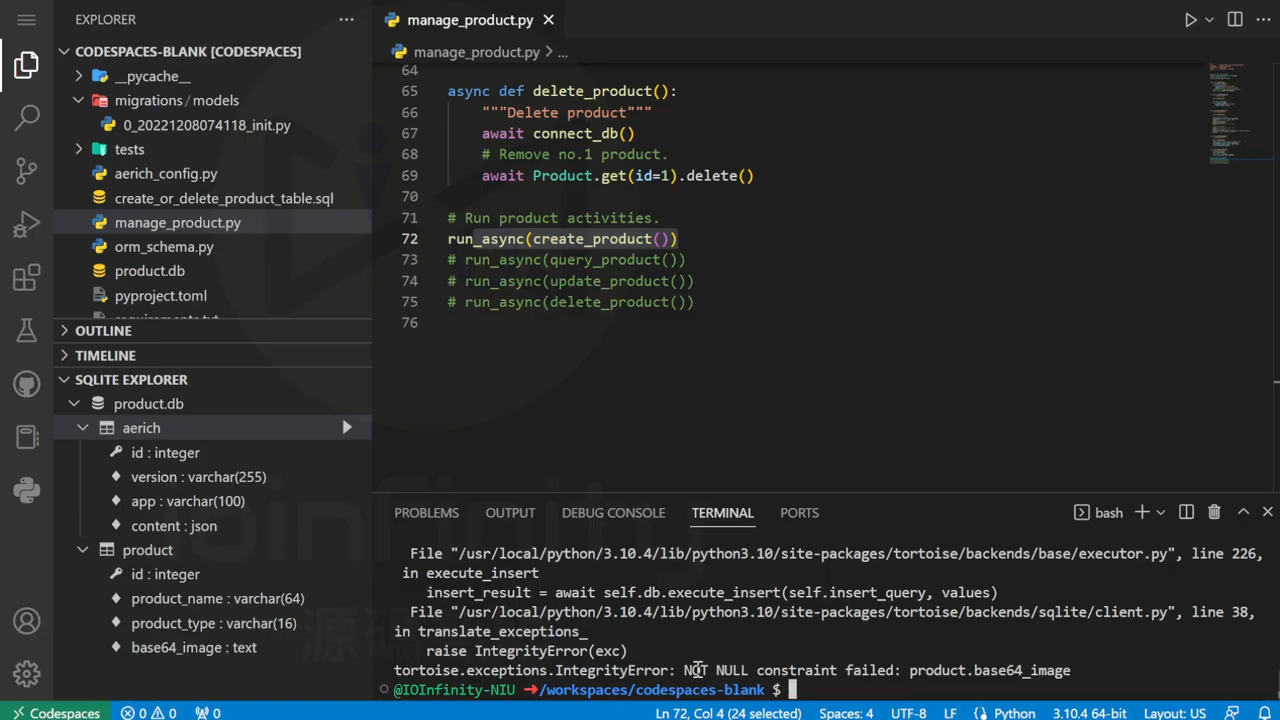 EXPLORER
manage_product.py
CODESPACES-BLANK [CODESPACES]
manage_product.py > ...
__pycache__
migrations / models
0_20221208074118_init.py
tests
aerich_config.py
create_or_delete_product_table.sql
manage_product.py
orm_schema.py
product.db
pyproject.toml
requirements.txt
OUTLINE
TIMELINE
SQLITE EXPLORER
product.db
aerich
id : integer
version : varchar(255)
app : varchar(100)
content : json
product
id : integer
product_name : varchar(64)
product_type : varchar(16)
base64_image : text
64
65 async def delete_product():
66 """Delete product"""
67 await connect_db()
68 # Remove no.1 product.
69 await Product.get(id=1).delete()
70
71 # Run product activities.
72 run_async(create_product())
73 # run_async(query_product())
74 # run_async(update_product())
75 # run_async(delete_product())
76
PROBLEMS OUTPUT DEBUG CONSOLE TERMINAL PORTS
bash
File "/usr/local/python/3.10.4/lib/python3.10/site-packages/tortoise/backends/base/executor.py", line 226,
in execute_insert
insert_result = await self.db.execute_insert(self.insert_query, values)
File "/usr/local/python/3.10.4/lib/python3.10/site-packages/tortoise/backends/sqlite/client.py", line 38,
in translate_exceptions_
raise IntegrityError(exc)
tortoise.exceptions.IntegrityError: NOT NULL constraint failed: product.base64_image
@IOInfinity-NIU ➜/workspaces/codespaces-blank $
Codespaces 0 0 0 Ln 72, Col 4 (24 selected) Spaces: 4 UTF-8 LF Python 3.10.4 64-bit Layout: US